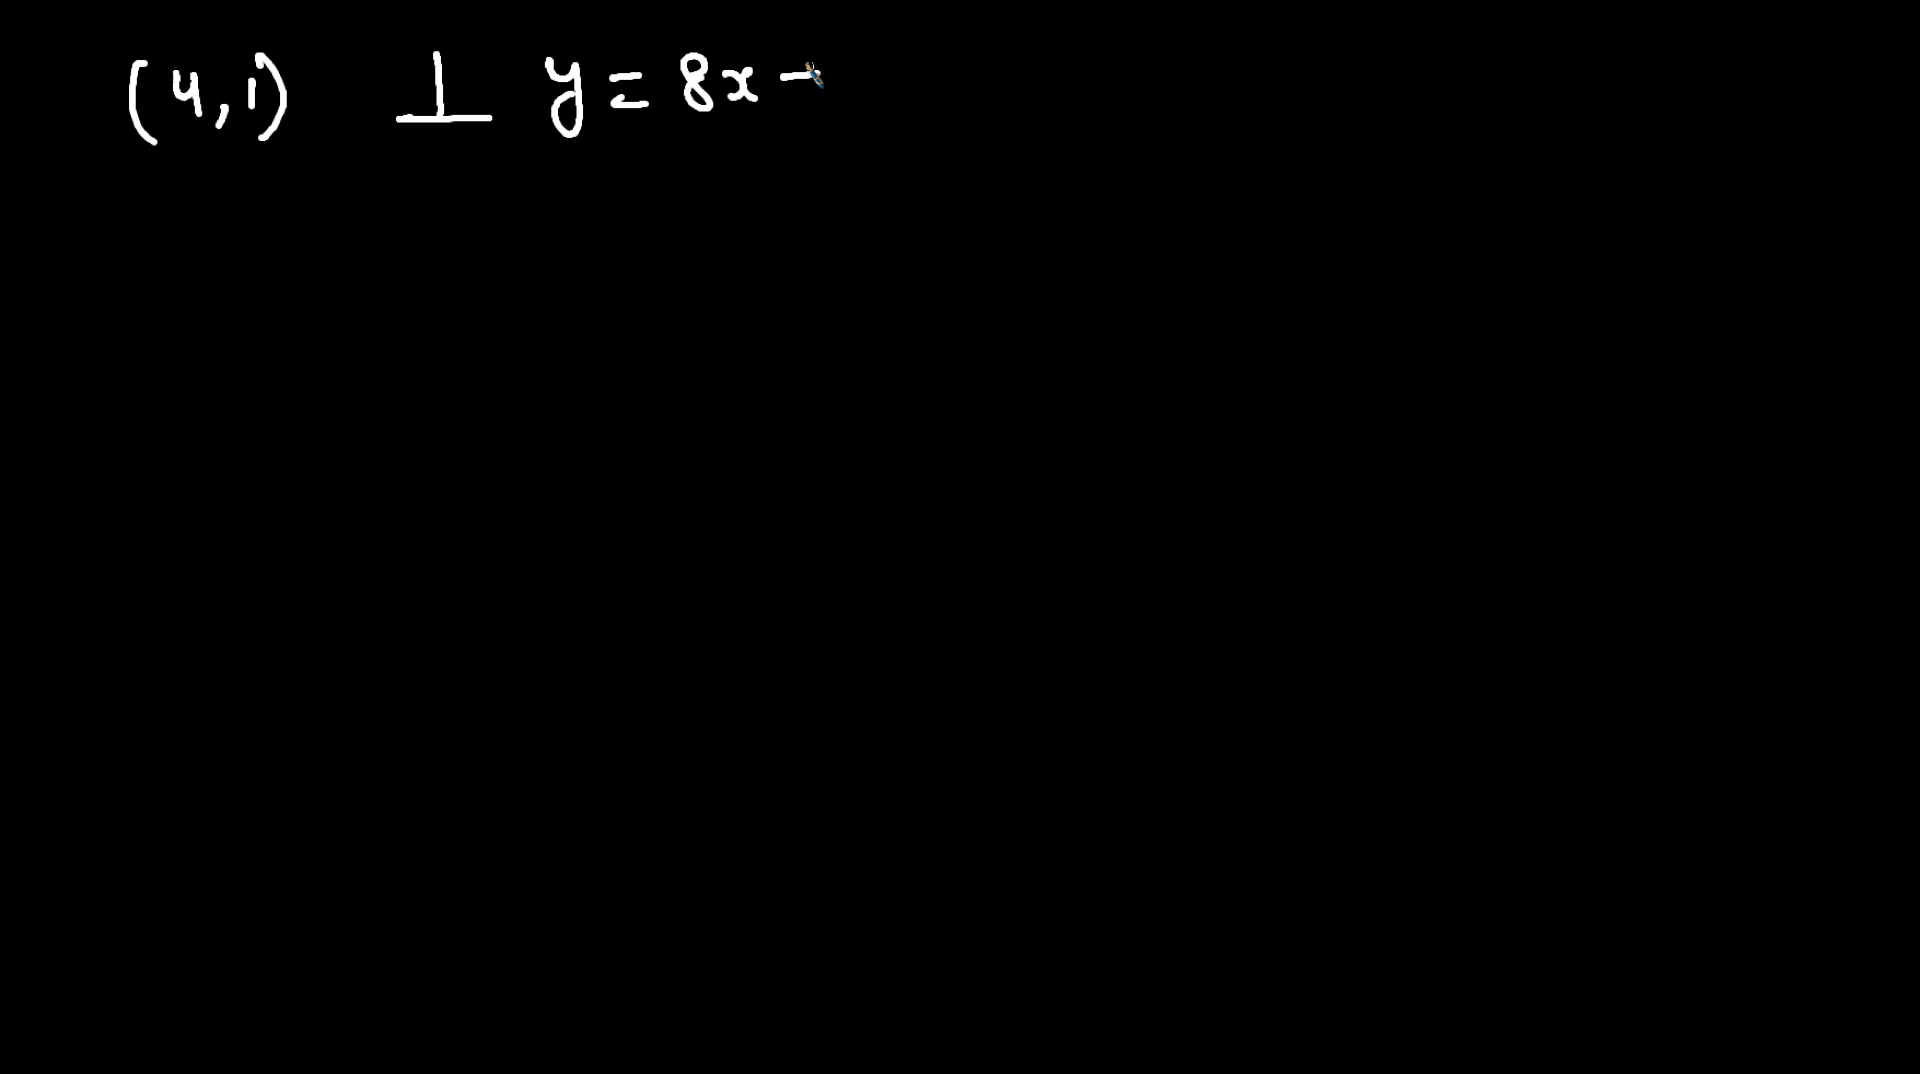 (4,1) ⊥ y = 8x -